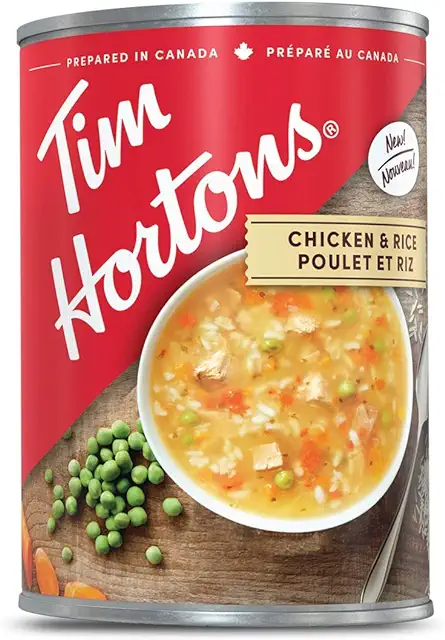 PREPARED IN CANADA PRÉPARÉ AU CANADA
Tim
Hortons®
New!
Nouveau!
CHICKEN & RICE
POULET ET RIZ